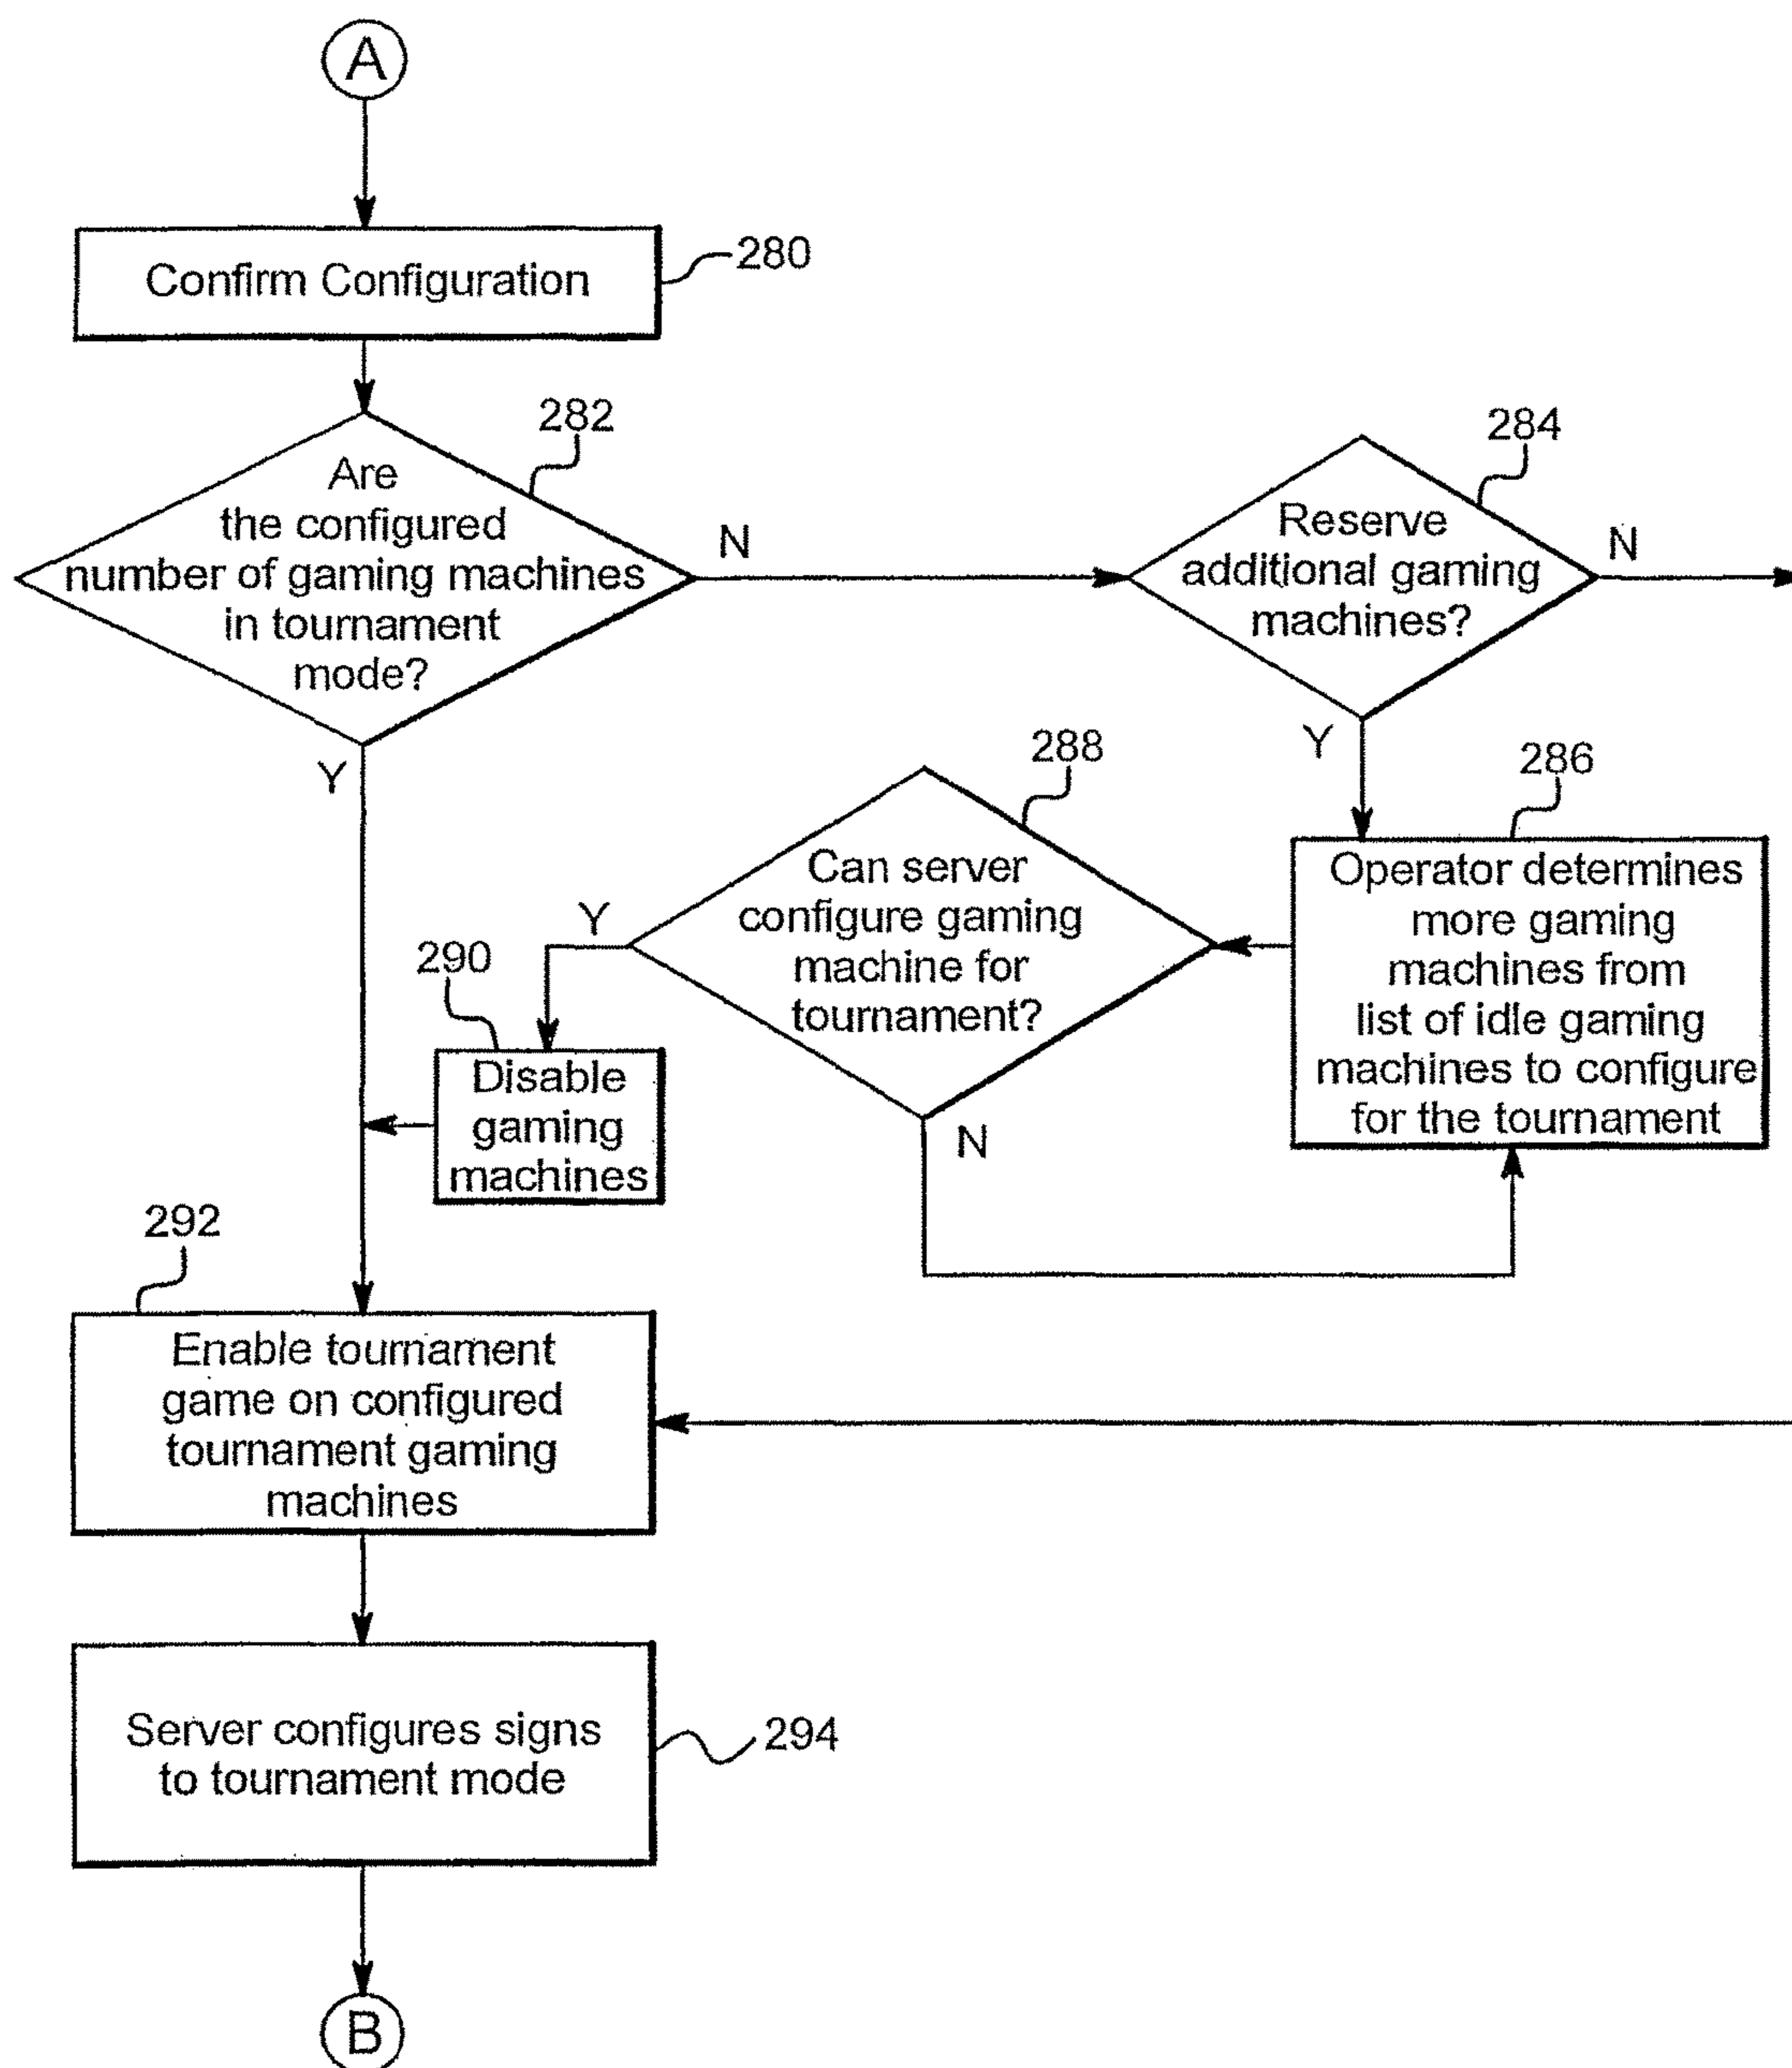 A
Confirm Configuration
280
282
Are
the configured
number of gaming machines
in tournament
mode?
N
Y
284
Reserve
additional gaming
machines?
N
Y
286
Operator determines
more gaming
machines from
list of idle gaming
machines to configure
for the tournament
288
Can server
configure gaming
machine for
tournament?
Y
N
290
Disable
gaming
machines
292
Enable tournament
game on configured
tournament gaming
machines
Server configures signs
to tournament mode
294
B